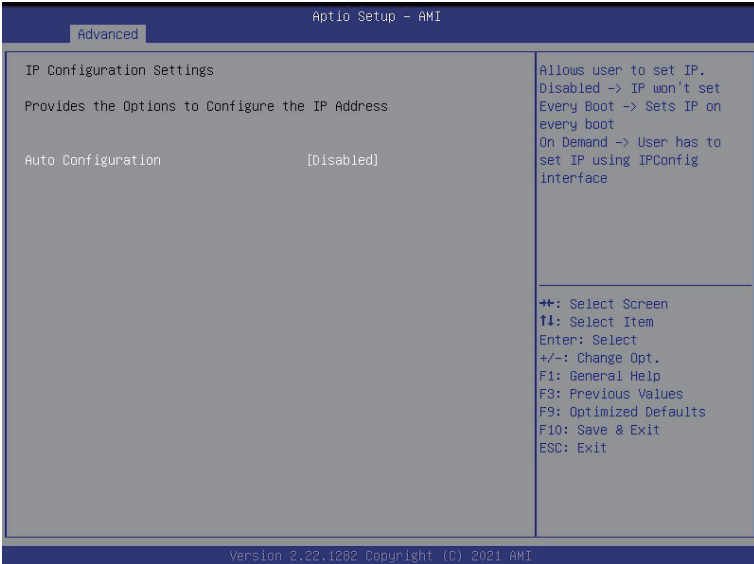 Aptio Setup – AMI
Advanced
IP Configuration Settings
Provides the Options to Configure the IP Address
Auto Configuration [Disabled]
Allows user to set IP.
Disabled -> IP won't set
Every Boot -> Sets IP on
every boot
On Demand -> User has to
set IP using IPConfig
interface
→←: Select Screen
↑↓: Select Item
Enter: Select
+/-: Change Opt.
F1: General Help
F3: Previous Values
F9: Optimized Defaults
F10: Save & Exit
ESC: Exit
Version 2.22.1282 Copyright (C) 2021 AMI